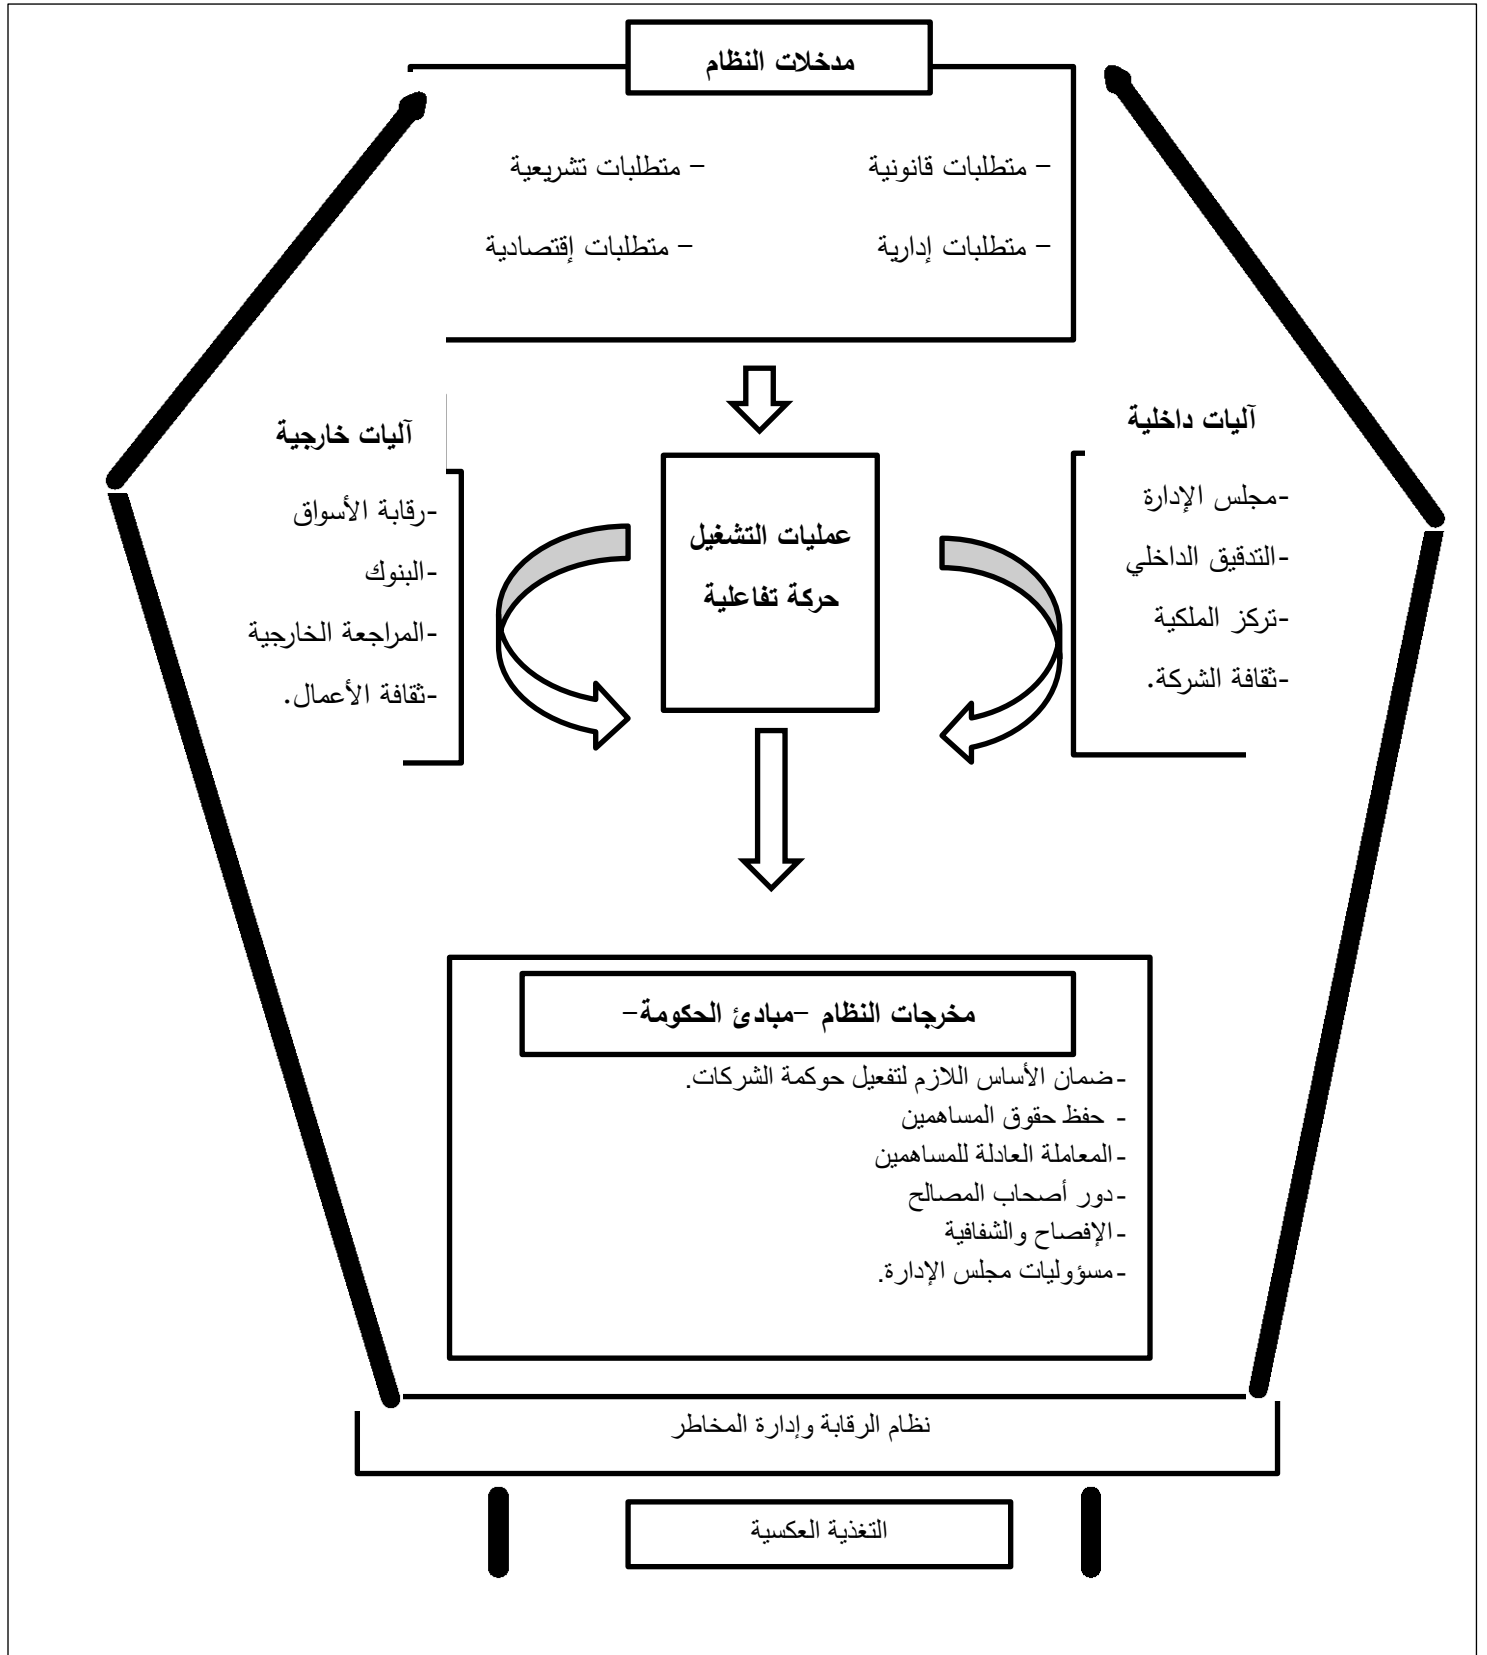 مدخلات النظام
– متطلبات قانونية – متطلبات تشريعية
– متطلبات إدارية – متطلبات إقتصادية
آليات داخلية
-مجلس الإدارة
-التدقيق الداخلي
-تركز الملكية
-ثقافة الشركة.
عمليات التشغيل
حركة تفاعلية
آليات خارجية
-رقابة الأسواق
-البنوك
-المراجعة الخارجية
-ثقافة الأعمال.
مخرجات النظام –مبادئ الحكومة-
-ضمان الأساس اللازم لتفعيل حوكمة الشركات.
- حفظ حقوق المساهمين
-المعاملة العادلة للمساهمين
-دور أصحاب المصالح
-الإفصاح والشفافية
-مسؤوليات مجلس الإدارة.
نظام الرقابة وإدارة المخاطر
التغذية العكسية